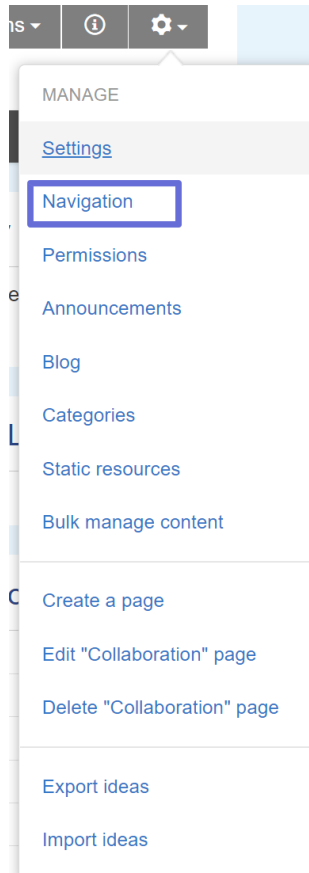 MANAGE
Settings
Navigation
Permissions
Announcements
Blog
Categories
Static resources
Bulk manage content
Create a page
Edit "Collaboration" page
Delete "Collaboration" page
Export ideas
Import ideas